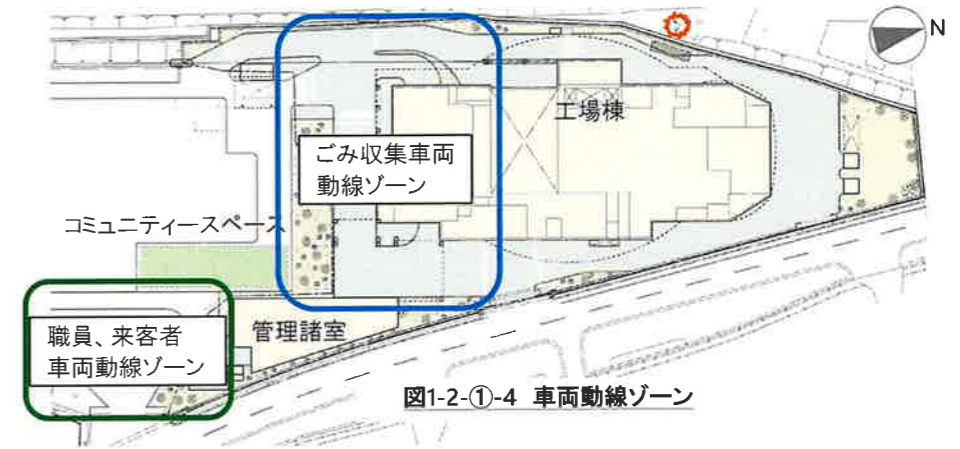 N
工場棟
ごみ収集車両
動線ゾーン
コミュニティースペース
管理諸室
職員、来客者
車両動線ゾーン
図1-2-①-4 車両動線ゾーン